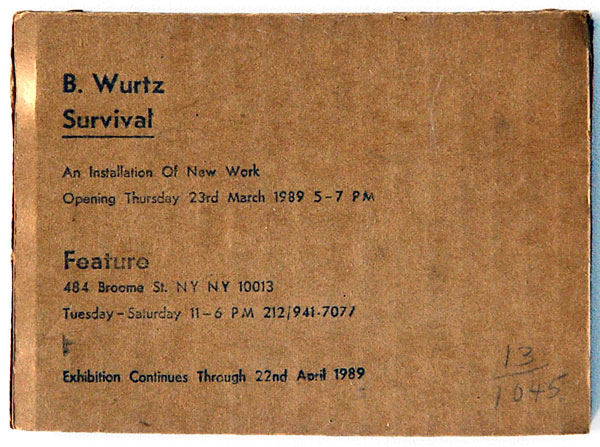 B. Wurtz
Survival
An Installation Of New Work
Opening Thursday 23rd March 1989 5-7 PM
Feature
484 Broome St. NY NY 10013
Tuesday-Saturday 11-6 PM 212/941-7077
Exhibition Continues Through 22nd April 1989
13
1045